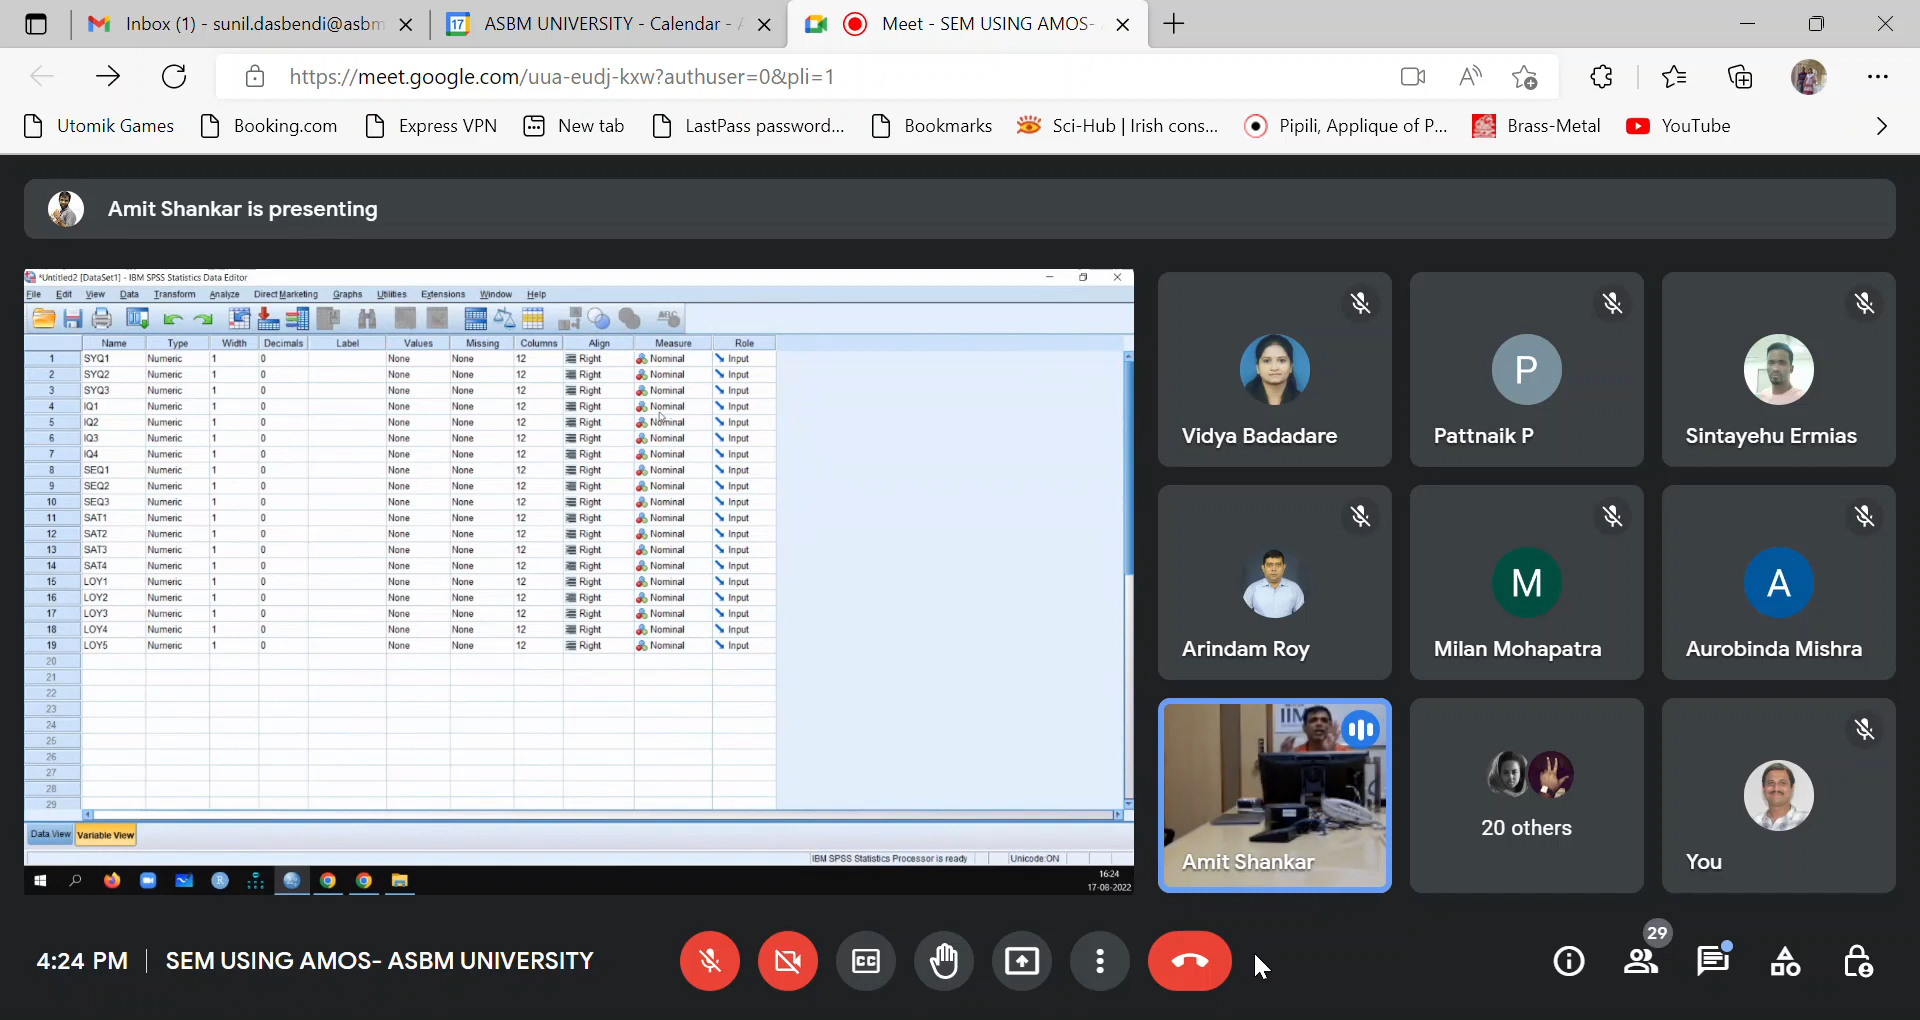 Inbox (1) - sunil.dasbendi@asbm
ASBM UNIVERSITY - Calendar -
Meet - SEM USING AMOS-
https://meet.google.com/uua-eudj-kxw?authuser=0&pli=1
Utomik Games Booking.com Express VPN New tab LastPass password... Bookmarks Sci-Hub | Irish cons... Pipili, Applique of P... Brass-Metal YouTube
Amit Shankar is presenting
*Untitled2 [DataSet1] - IBM SPSS Statistics Data Editor
File Edit View Data Transform Analyze Direct Marketing Graphs Utilities Extensions Window Help
Name Type Width Decimals Label Values Missing Columns Align Measure Role
1 SYQ1 Numeric 1 0 None None 12 Right Nominal Input
2 SYQ2 Numeric 1 0 None None 12 Right Nominal Input
3 SYQ3 Numeric 1 0 None None 12 Right Nominal Input
4 IQ1 Numeric 1 0 None None 12 Right Nominal Input
5 IQ2 Numeric 1 0 None None 12 Right Nominal Input
6 IQ3 Numeric 1 0 None None 12 Right Nominal Input
7 IQ4 Numeric 1 0 None None 12 Right Nominal Input
8 SEQ1 Numeric 1 0 None None 12 Right Nominal Input
9 SEQ2 Numeric 1 0 None None 12 Right Nominal Input
10 SEQ3 Numeric 1 0 None None 12 Right Nominal Input
11 SAT1 Numeric 1 0 None None 12 Right Nominal Input
12 SAT2 Numeric 1 0 None None 12 Right Nominal Input
13 SAT3 Numeric 1 0 None None 12 Right Nominal Input
14 SAT4 Numeric 1 0 None None 12 Right Nominal Input
15 LOY1 Numeric 1 0 None None 12 Right Nominal Input
16 LOY2 Numeric 1 0 None None 12 Right Nominal Input
17 LOY3 Numeric 1 0 None None 12 Right Nominal Input
18 LOY4 Numeric 1 0 None None 12 Right Nominal Input
19 LOY5 Numeric 1 0 None None 12 Right Nominal Input
20
21
22
23
24
25
26
27
28
29
Data View Variable View
IBM SPSS Statistics Processor is ready Unicode:ON
16:24
17-08-2022
Vidya Badadare
P
Pattnaik P
Sintayehu Ermias
Arindam Roy
M
Milan Mohapatra
A
Aurobinda Mishra
IIM
Amit Shankar
20 others
You
4:24 PM SEM USING AMOS- ASBM UNIVERSITY
CC
29